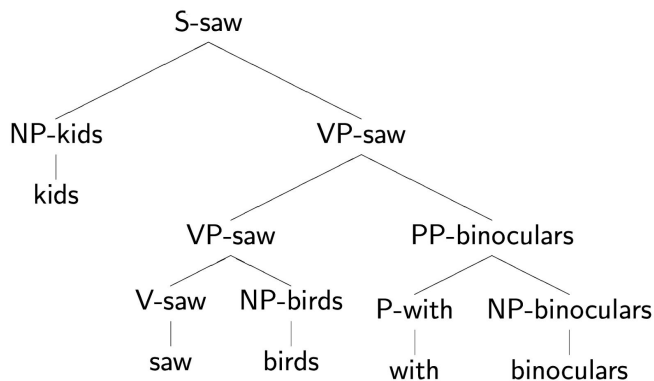 S-saw
NP-kids VP-saw
kids
VP-saw PP-binoculars
V-saw NP-birds P-with NP-binoculars
saw birds with binoculars